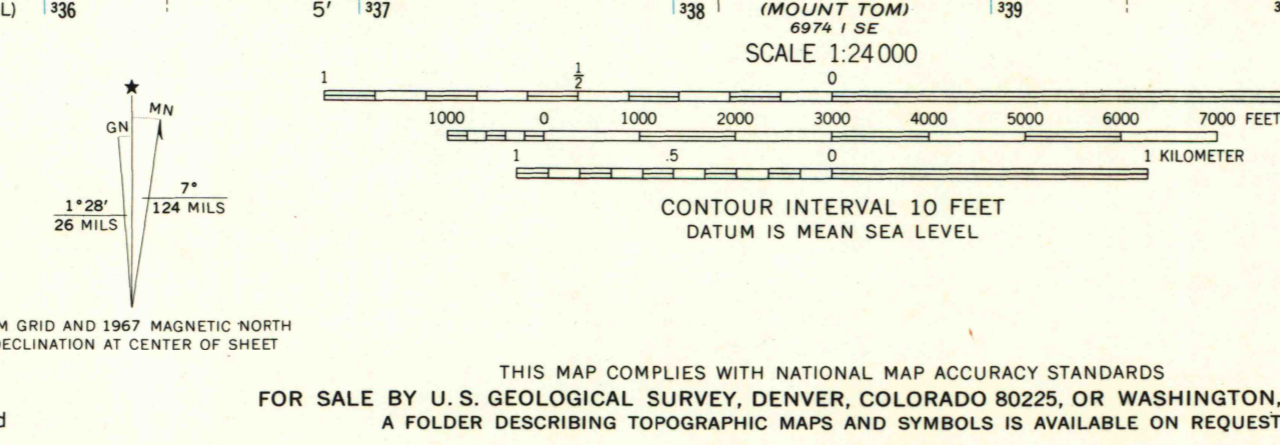 L) 336 5' 337 338 (MOUNT TOM) 339
6974 I SE
SCALE 1:24 000
1 1/2 0
1000 0 1000 2000 3000 4000 5000 6000 7000 FEET
1 .5 0 1 KILOMETER
CONTOUR INTERVAL 10 FEET
DATUM IS MEAN SEA LEVEL
★
MN
GN
7°
124 MILS
1°28'
26 MILS
M GRID AND 1967 MAGNETIC NORTH
ECLINATION AT CENTER OF SHEET
THIS MAP COMPLIES WITH NATIONAL MAP ACCURACY STANDARDS
FOR SALE BY U. S. GEOLOGICAL SURVEY, DENVER, COLORADO 80225, OR WASHINGTON,
A FOLDER DESCRIBING TOPOGRAPHIC MAPS AND SYMBOLS IS AVAILABLE ON REQUEST